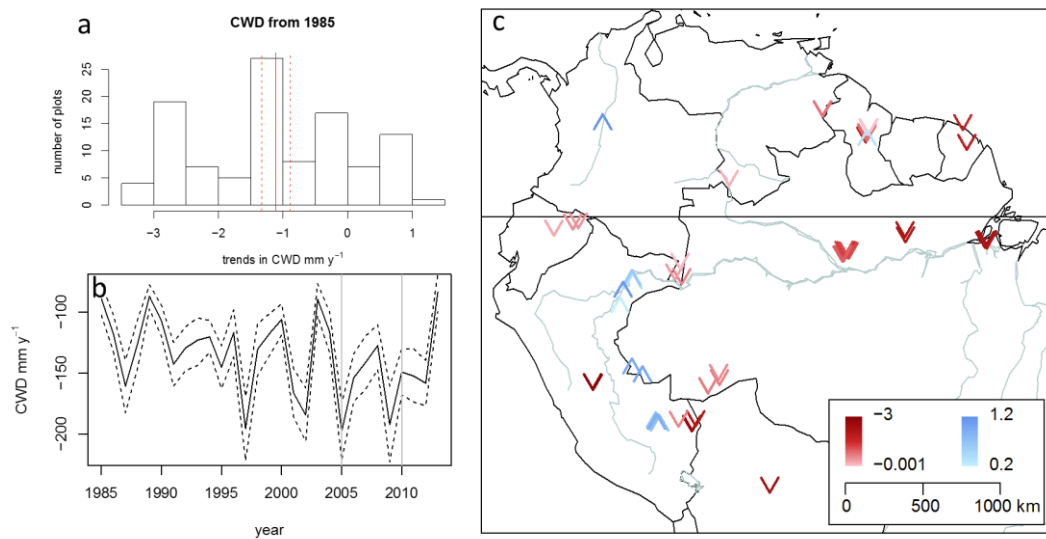 a
CWD from 1985
number of plots
25
20
15
10
5
0
−3 −2 −1 0 1
trends in CWD mm y⁻¹
b
CWD mm y⁻¹
−100
−150
−200
1985 1990 1995 2000 2005 2010
year
c
−3 1.2
−0.001 0.2
0 500 1000 km